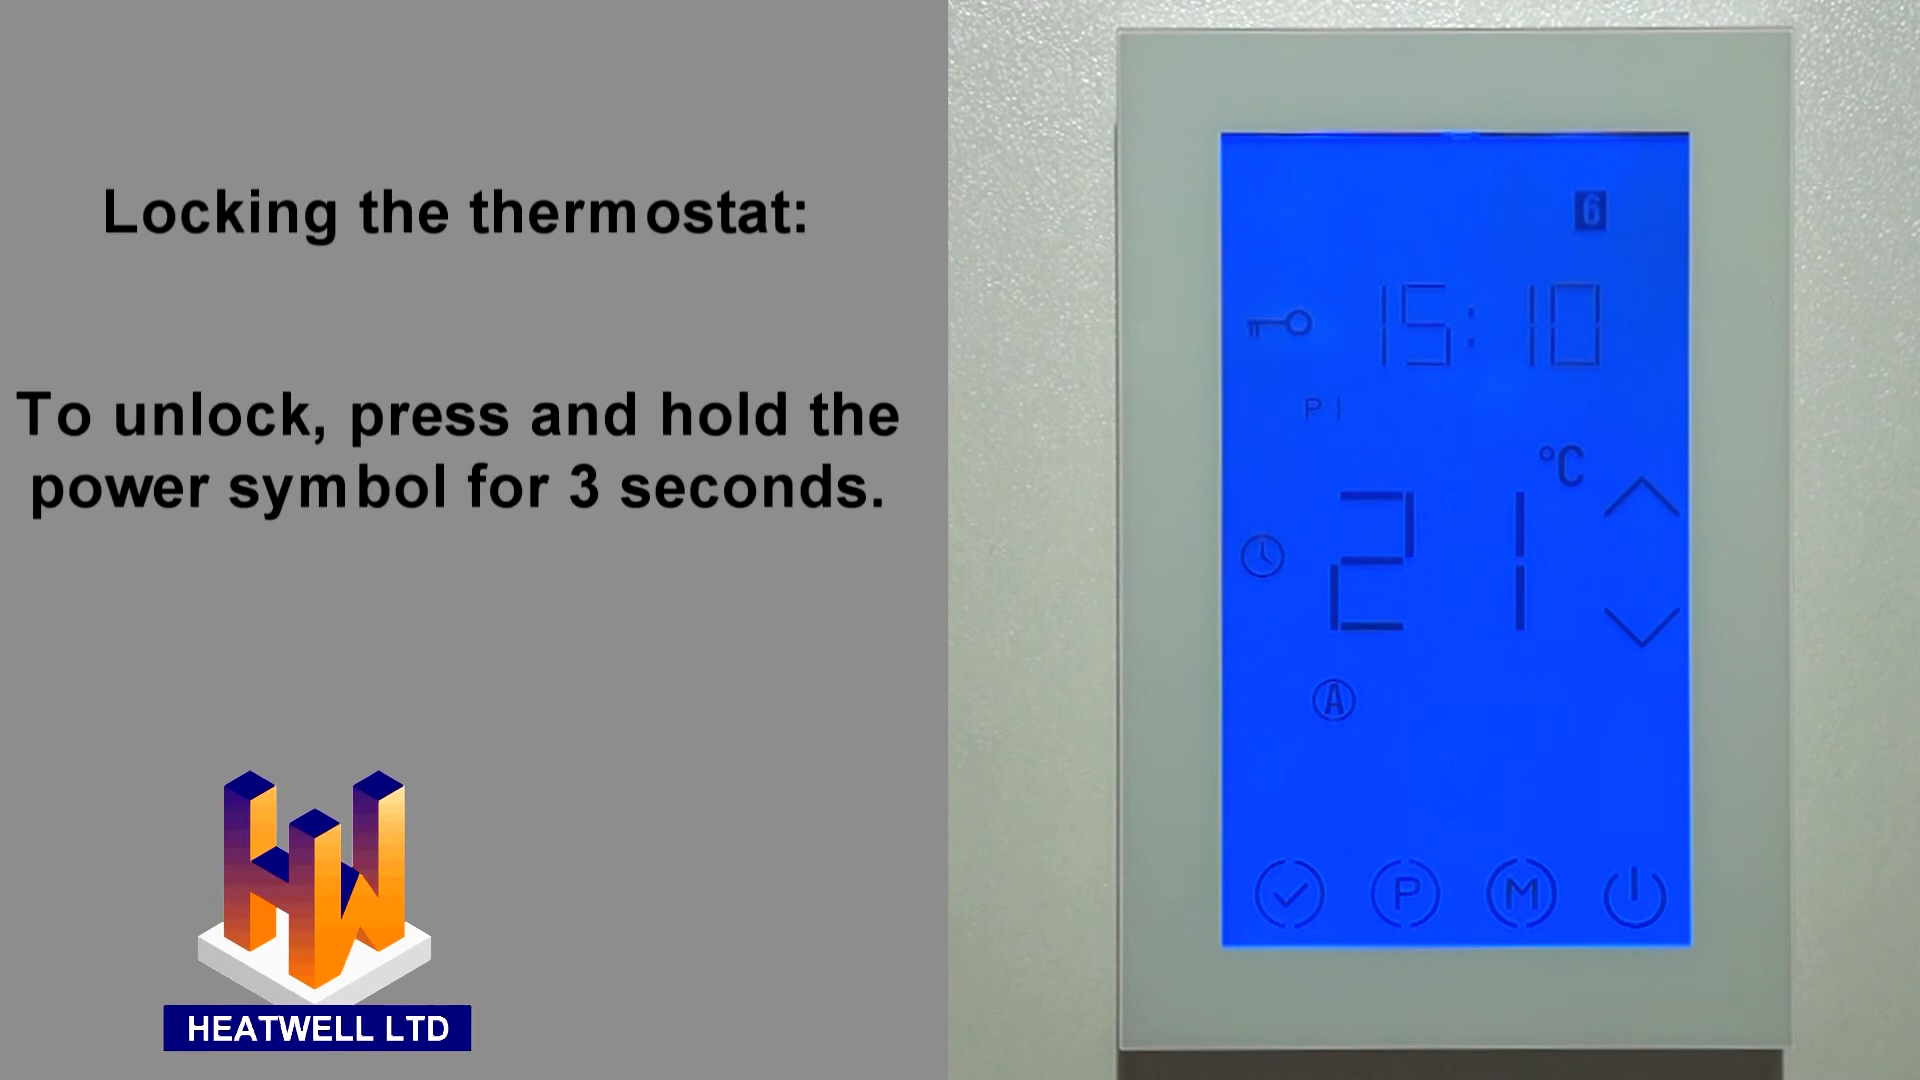 Locking the thermostat:
To unlock, press and hold the
power symbol for 3 seconds.
HW
HEATWELL LTD
6
15:10
P1
°C
21
A
P M